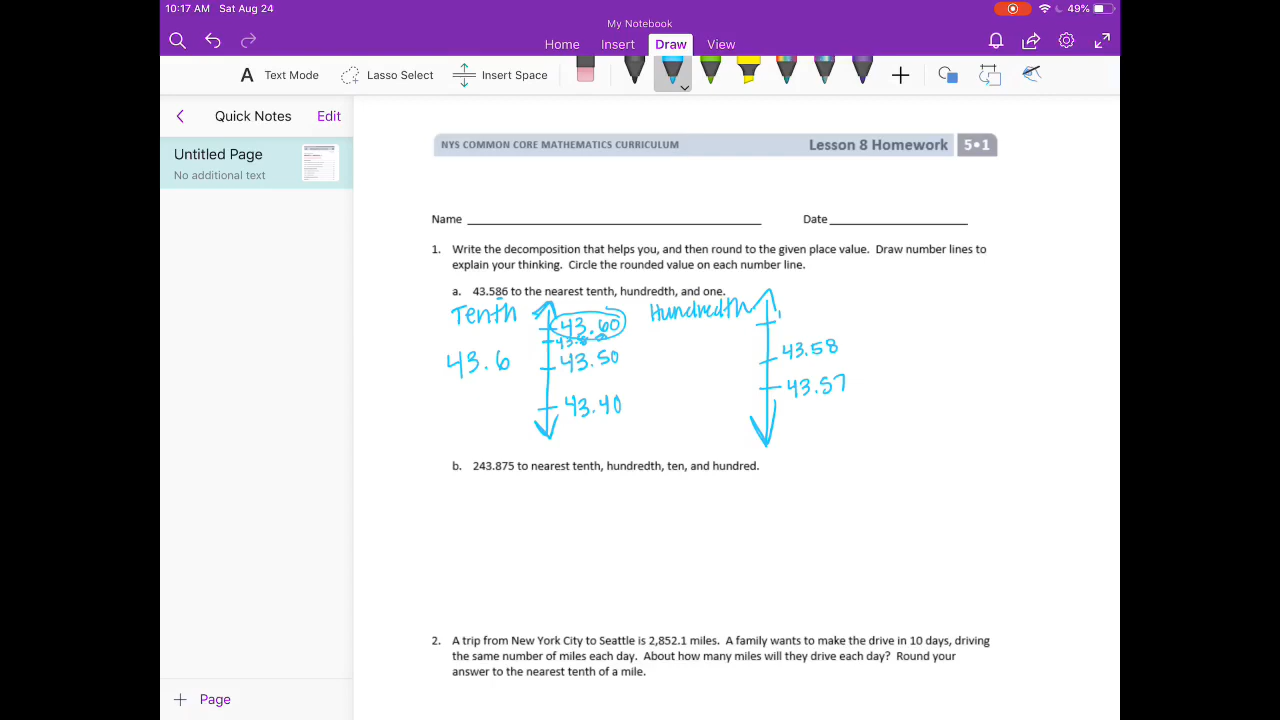 10:17 AM Sat Aug 24
49%
My Notebook
Home Insert Draw View
Text Mode Lasso Select Insert Space
Quick Notes Edit
Untitled Page
No additional text
NYS COMMON CORE MATHEMATICS CURRICULUM Lesson 8 Homework 5•1
Name Date
1. Write the decomposition that helps you, and then round to the given place value. Draw number lines to
explain your thinking. Circle the rounded value on each number line.
a. 43.586 to the nearest tenth, hundredth, and one.
Tenth 43.60 Hundredth
43.6 43.50 43.58
43.40 43.57
b. 243.875 to nearest tenth, hundredth, ten, and hundred.
2. A trip from New York City to Seattle is 2,852.1 miles. A family wants to make the drive in 10 days, driving
the same number of miles each day. About how many miles will they drive each day? Round your
answer to the nearest tenth of a mile.
Page